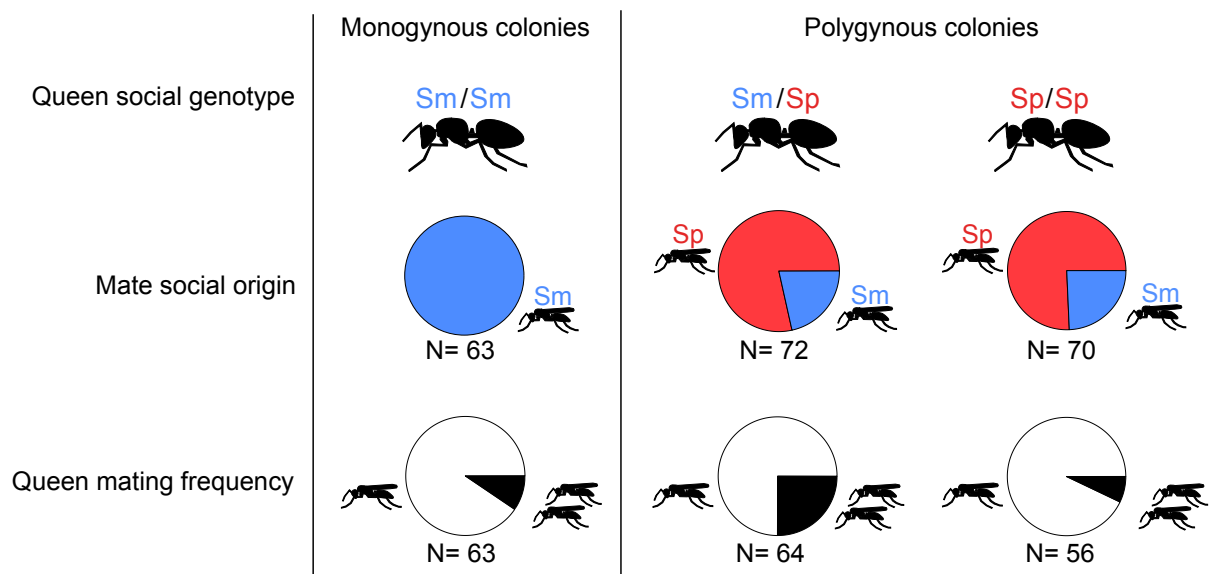 Monogynous colonies
Polygynous colonies
Queen social genotype
Sm/Sm
Sm/Sp
Sp/Sp
Mate social origin
Sm
Sp
Sm
Sp
Sm
N= 63
N= 72
N= 70
Queen mating frequency
N= 63
N= 64
N= 56